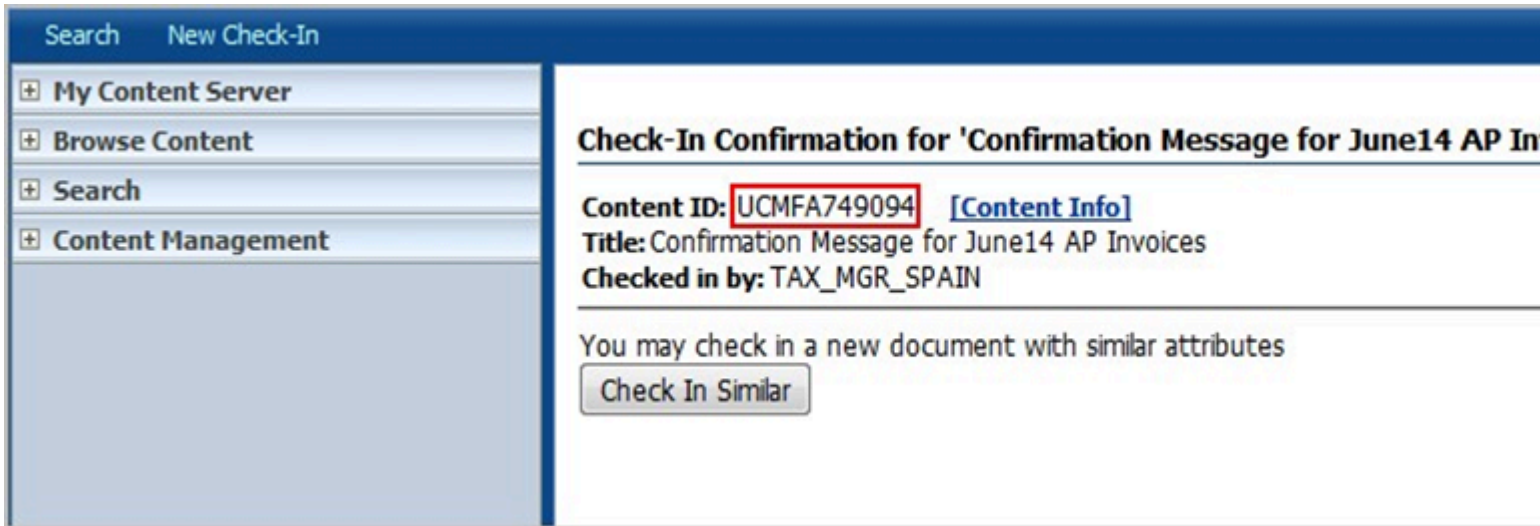 Search New Check-In
My Content Server
Browse Content
Search
Content Management
Check-In Confirmation for 'Confirmation Message for June14 AP
Content ID: UCMFA749094 [Content Info]
Title: Confirmation Message for June14 AP Invoices
Checked in by: TAX_MGR_SPAIN
You may check in a new document with similar attributes
Check In Similar